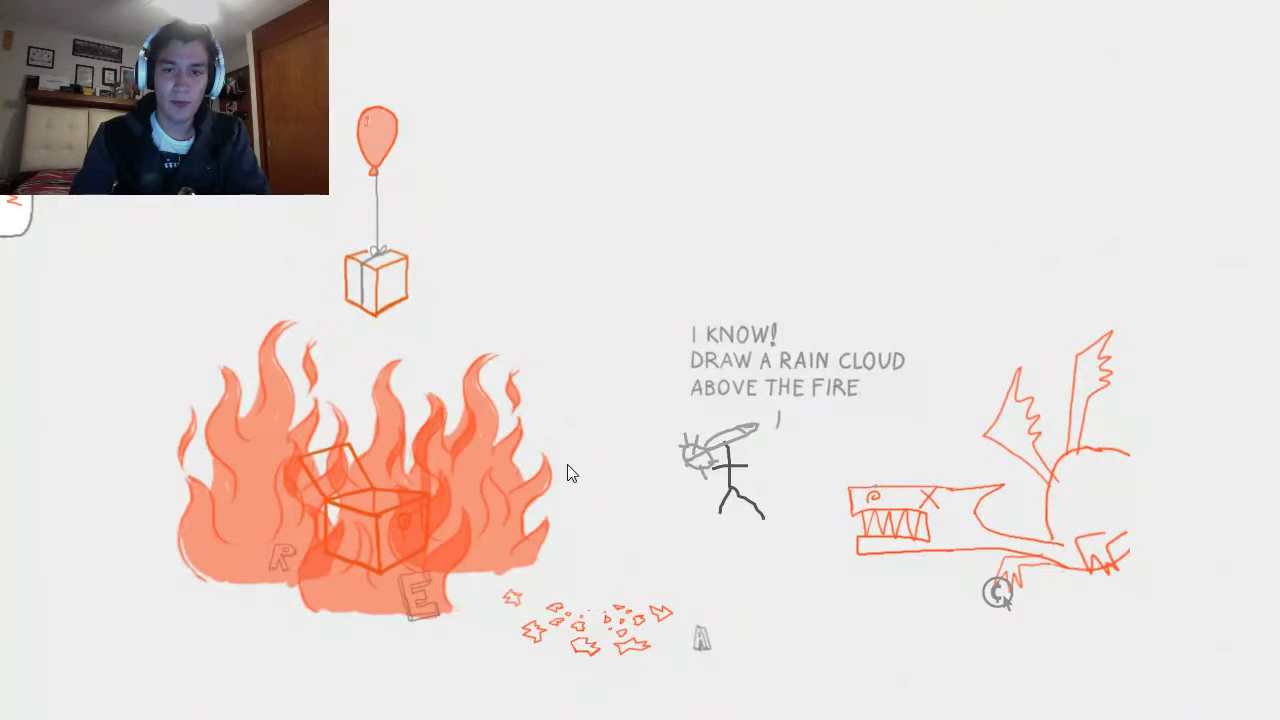 I KNOW!
DRAW A RAIN CLOUD
ABOVE THE FIRE
R
E
A